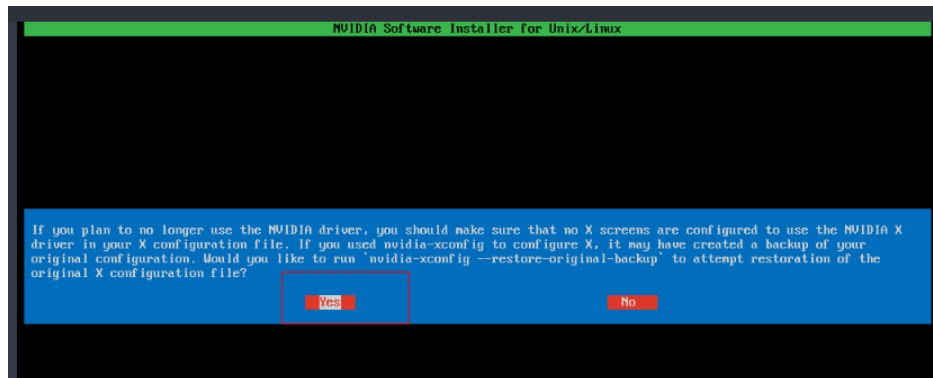 NVIDIA Software Installer for Unix/Linux
If you plan to no longer use the NVIDIA driver, you should make sure that no X screens are configured to use the NVIDIA X
driver in your X configuration file. If you used nvidia-xconfig to configure X, it may have created a backup of your
original configuration. Would you like to run `nvidia-xconfig --restore-original-backup` to attempt restoration of the
original X configuration file?
Yes No